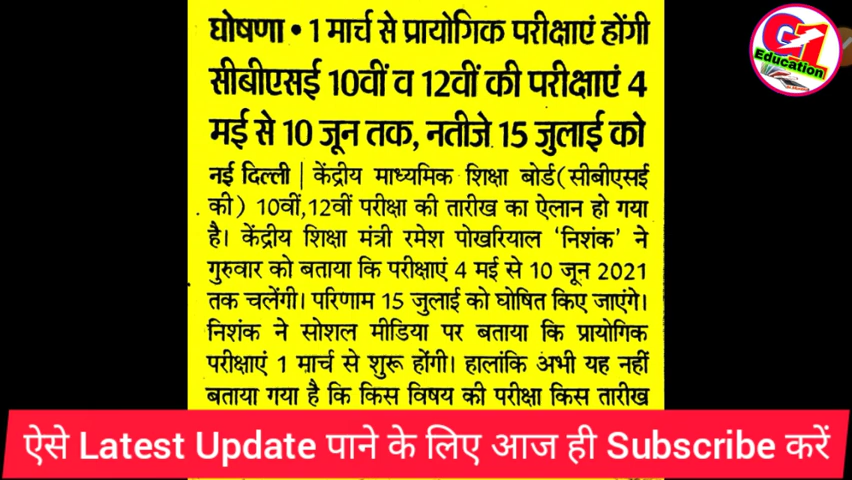 घोषणा • 1 मार्च से प्रायोगिक परीक्षाएं होंगी
सीबीएसई 10वीं व 12वीं की परीक्षाएं 4
मई से 10 जून तक, नतीजे 15 जुलाई को
नई दिल्ली | केंद्रीय माध्यमिक शिक्षा बोर्ड (सीबीएसई
की) 10वीं,12वीं परीक्षा की तारीख का ऐलान हो गया
है। केंद्रीय शिक्षा मंत्री रमेश पोखरियाल ‘निशंक’ ने
गुरुवार को बताया कि परीक्षाएं 4 मई से 10 जून 2021
तक चलेंगी। परिणाम 15 जुलाई को घोषित किए जाएंगे।
निशंक ने सोशल मीडिया पर बताया कि प्रायोगिक
परीक्षाएं 1 मार्च से शुरू होंगी। हालांकि अभी यह नहीं
बताया गया है कि किस विषय की परीक्षा किस तारीख
ऐसे Latest Update पाने के लिए आज ही Subscribe करें
G1
Education